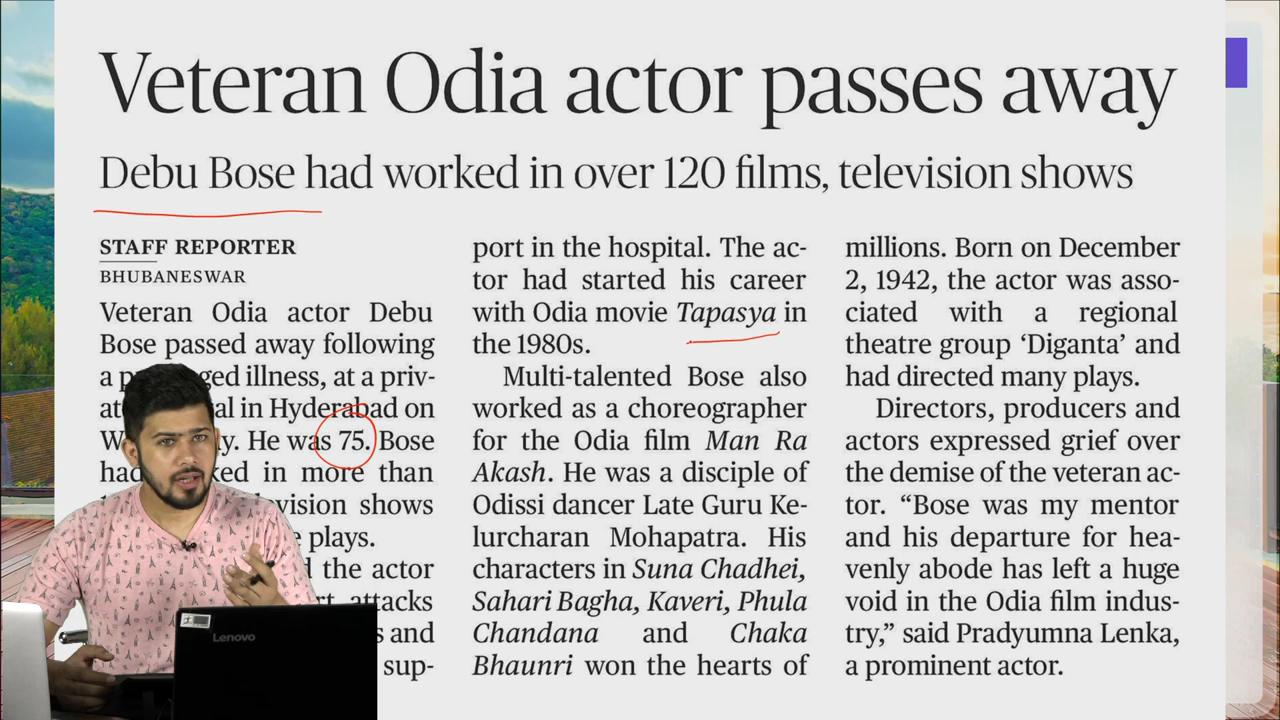 Veteran Odia actor passes away
Debu Bose had worked in over 120 films, television shows
STAFF REPORTER
BHUBANESWAR
Veteran Odia actor Debu
Bose passed away following
a ged illness, at a priv-
al in Hyderabad on
He was 75. Bose
had in more than
vision shows
plays.
the actor
attacks
and
sup-
port in the hospital. The ac-
tor had started his career
with Odia movie Tapasya in
the 1980s.
Multi-talented Bose also
worked as a choreographer
for the Odia film Man Ra
Akash. He was a disciple of
Odissi dancer Late Guru Ke-
lurcharan Mohapatra. His
characters in Suna Chadhei,
Sahari Bagha, Kaveri, Phula
Chandana and Chaka
Bhaunri won the hearts of
millions. Born on December
2, 1942, the actor was asso-
ciated with a regional
theatre group ‘Diganta’ and
had directed many plays.
Directors, producers and
actors expressed grief over
the demise of the veteran ac-
tor. “Bose was my mentor
and his departure for hea-
venly abode has left a huge
void in the Odia film indus-
try,” said Pradyumna Lenka,
a prominent actor.
Lenovo